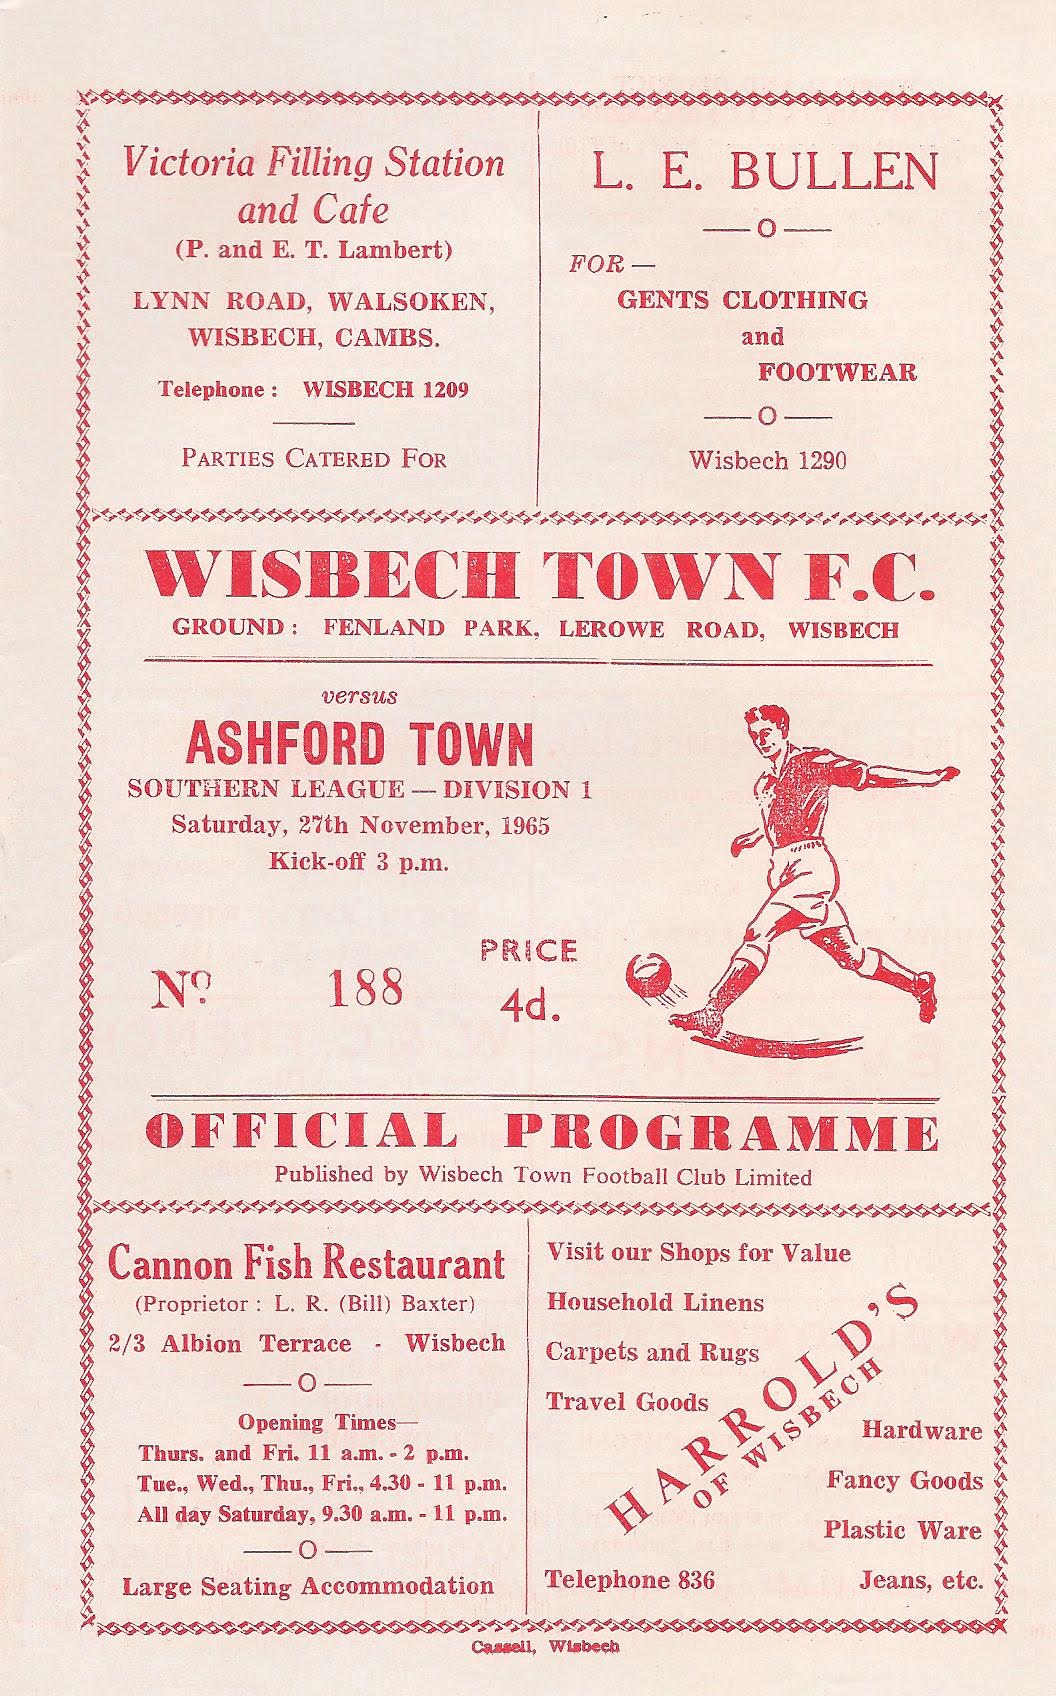 Victoria Filling Station
and Cafe
(P. and E. T. Lambert)
LYNN ROAD, WALSOKEN,
WISBECH, CAMBS.
Telephone : WISBECH 1209
PARTIES CATERED FOR
L. E. BULLEN
— O —
FOR —
GENTS CLOTHING
and
FOOTWEAR
— O —
Wisbech 1290
WISBECH TOWN F.C.
GROUND : FENLAND PARK, LEROWE ROAD, WISBECH
versus
ASHFORD TOWN
SOUTHERN LEAGUE — DIVISION 1
Saturday, 27th November, 1965
Kick-off 3 p.m.
No. 188
PRICE
4d.
OFFICIAL PROGRAMME
Published by Wisbech Town Football Club Limited
Cannon Fish Restaurant
(Proprietor : L. R. (Bill) Baxter)
2/3 Albion Terrace - Wisbech
— O —
Opening Times—
Thurs. and Fri. 11 a.m. - 2 p.m.
Tue., Wed., Thu., Fri., 4.30 - 11 p.m.
All day Saturday, 9.30 a.m. - 11 p.m.
— O —
Large Seating Accommodation
Visit our Shops for Value
Household Linens
Carpets and Rugs
Travel Goods
HARROLD'S
OF WISBECH
Hardware
Fancy Goods
Plastic Ware
Telephone 836
Jeans, etc.
Cassell, Wisbech